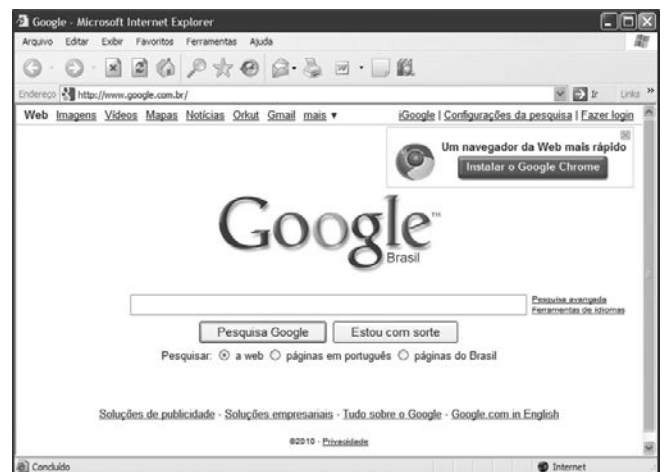 Google - Microsoft Internet Explorer
Arquivo Editar Exibir Favoritos Ferramentas Ajuda
Endereço http://www.google.com.br/ Ir Links »
Web Imagens Vídeos Mapas Notícias Orkut Gmail mais ▼ iGoogle | Configurações da pesquisa | Fazer login
Um navegador da Web mais rápido
Instalar o Google Chrome
Google™
Brasil
Pesquisa avançada
Ferramentas de idiomas
Pesquisa Google Estou com sorte
Pesquisar: a web páginas em português páginas do Brasil
Soluções de publicidade - Soluções empresariais - Tudo sobre o Google - Google.com in English
©2010 - Privacidade
Concluído Internet